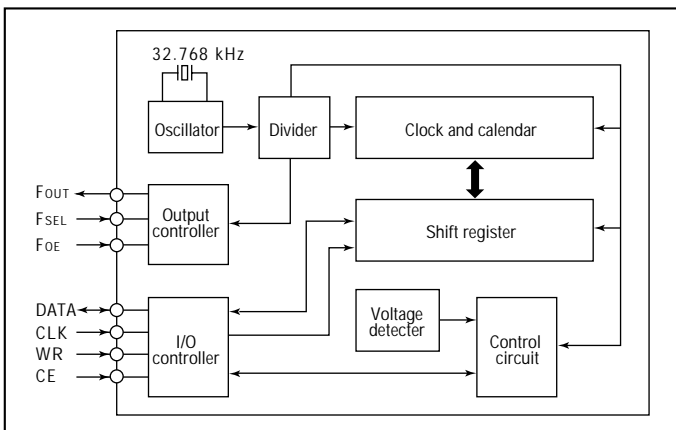 32.768 kHz
Oscillator
Divider
Clock and calendar
FOUT
FSEL
FOE
Output
controller
Shift register
DATA
CLK
WR
CE
I/O
controller
Voltage
detecter
Control
circuit